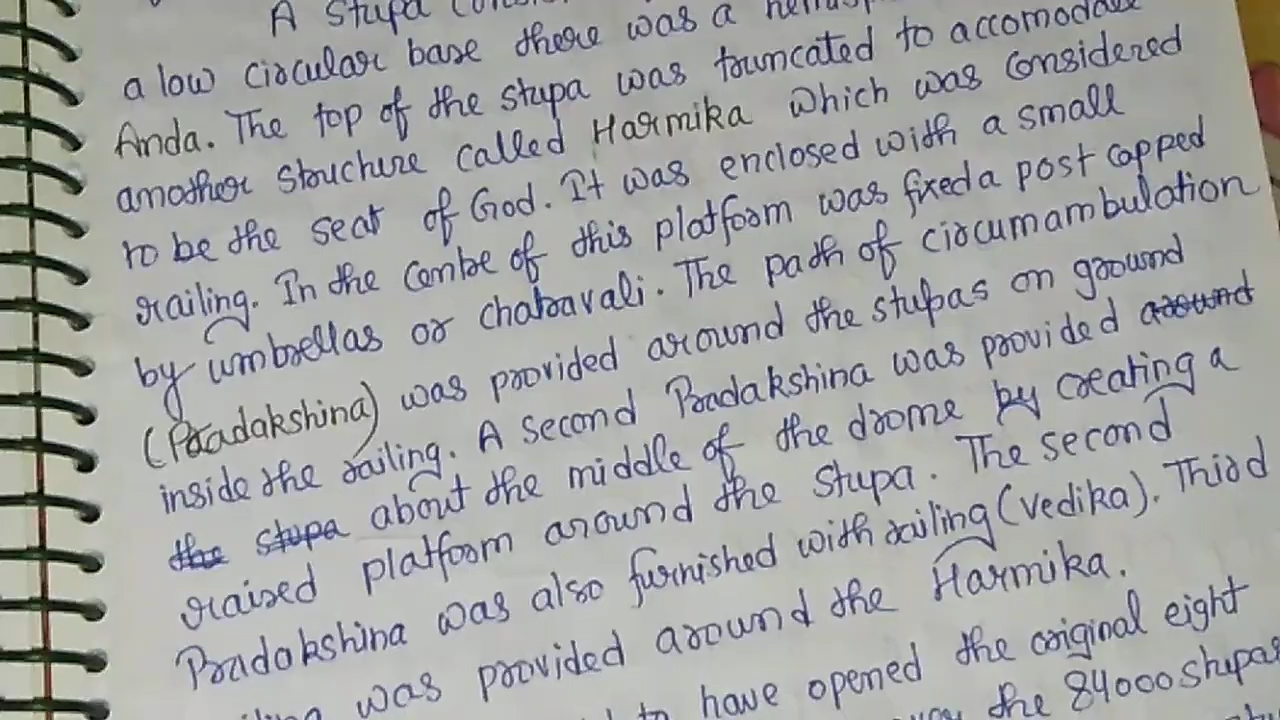 A Stupa
a low circular base there was a
Anda. The top of the stupa was truncated to accomodate
another structure called Harmika which was considered
to be the seat of God. It was enclosed with a small
railing. In the centre of this platform was fixed a post capped
by umbrellas or chatravali. The path of circumambulation
(Pradakshina) was provided around the stupas on ground
inside the railing. A second Pradakshina was provided around
the stupa about the middle of the drome by creating a
raised platform around the stupa. The second
Pradakshina was also furnished with railing (vedika). Third
was provided around the Harmika.
to have opened the original eight
the 84000 stupas